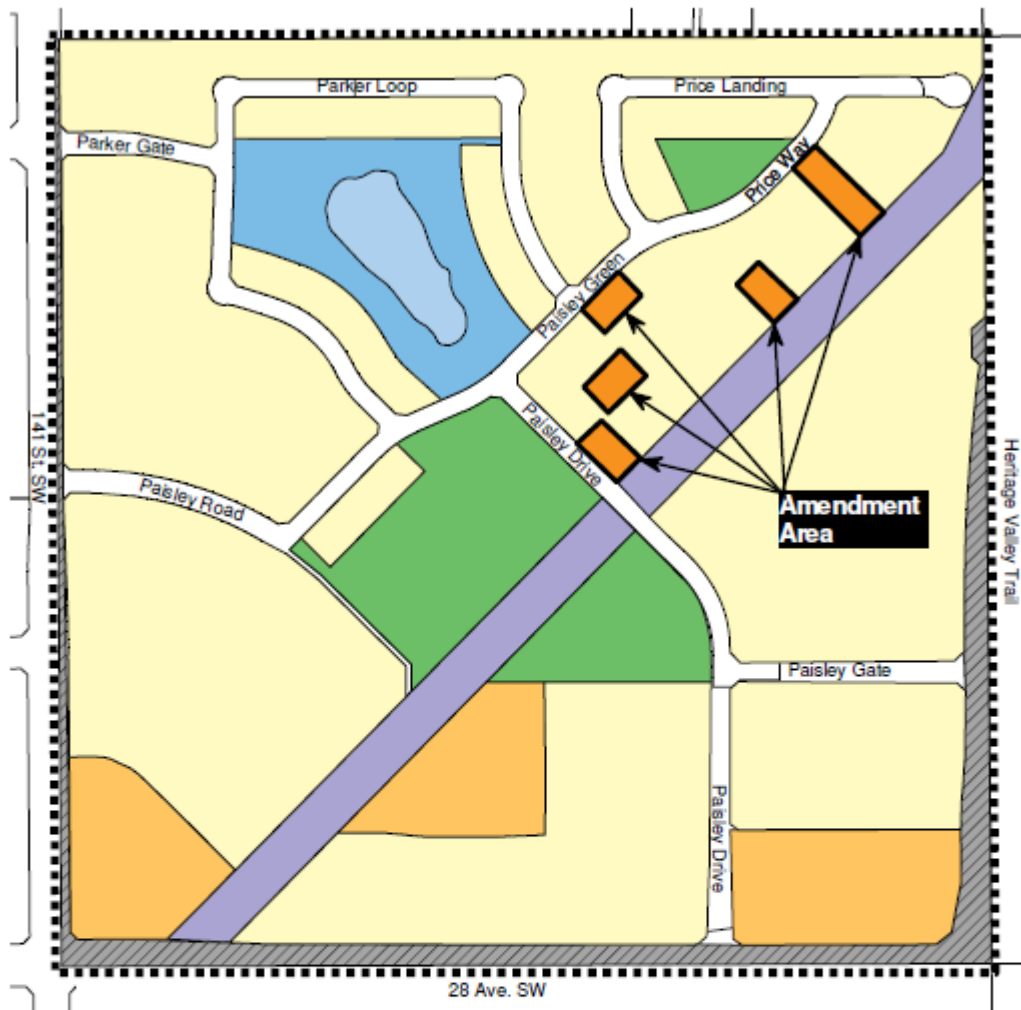 Parker Loop
Price Landing
Parker Gate
Price Way
Paisley Green
Paisley Drive
141 St. SW
Paisley Road
Heritage Valley Trail
Amendment
Area
Paisley Gate
Paisley Drive
28 Ave. SW